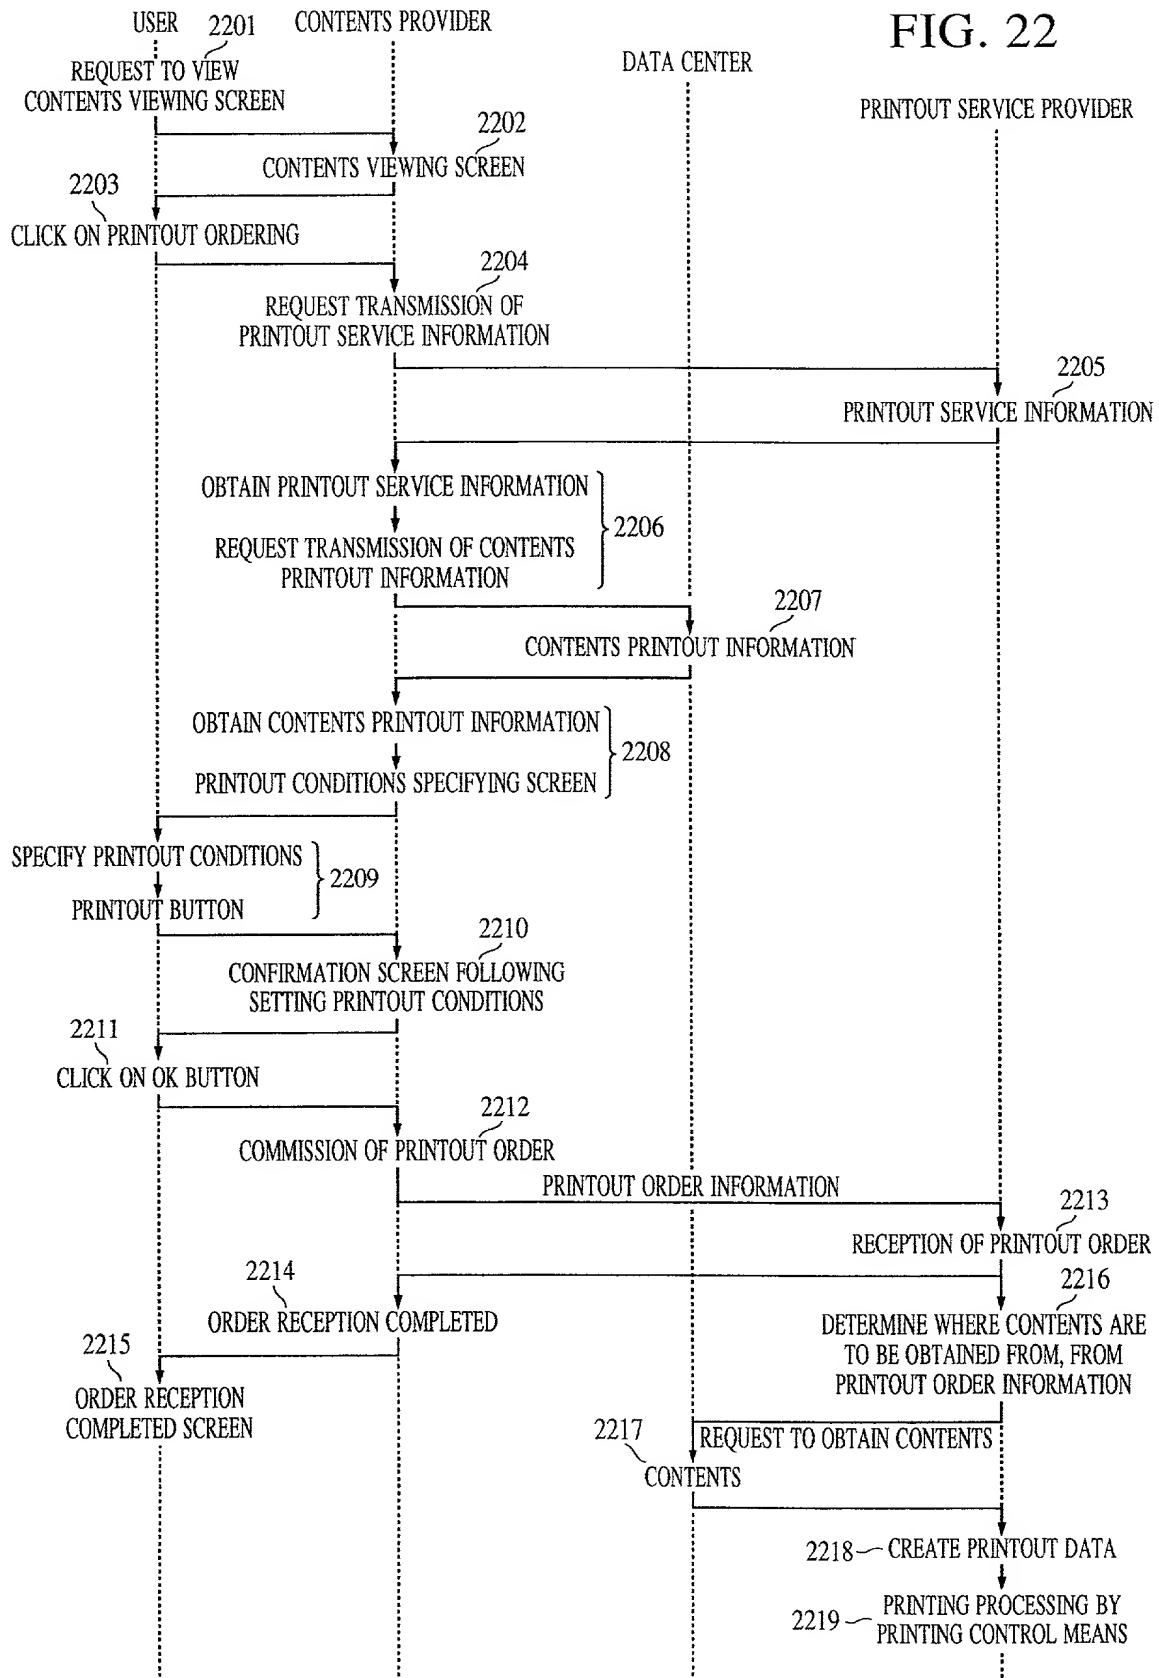 USER
CONTENTS PROVIDER
FIG. 22
DATA CENTER
PRINTOUT SERVICE PROVIDER
2201
REQUEST TO VIEW
CONTENTS VIEWING SCREEN
2202
CONTENTS VIEWING SCREEN
2203
CLICK ON PRINTOUT ORDERING
2204
REQUEST TRANSMISSION OF
PRINTOUT SERVICE INFORMATION
2205
PRINTOUT SERVICE INFORMATION
OBTAIN PRINTOUT SERVICE INFORMATION
2206
REQUEST TRANSMISSION OF CONTENTS
PRINTOUT INFORMATION
2207
CONTENTS PRINTOUT INFORMATION
OBTAIN CONTENTS PRINTOUT INFORMATION
2208
PRINTOUT CONDITIONS SPECIFYING SCREEN
SPECIFY PRINTOUT CONDITIONS
2209
PRINTOUT BUTTON
2210
CONFIRMATION SCREEN FOLLOWING
SETTING PRINTOUT CONDITIONS
2211
CLICK ON OK BUTTON
2212
COMMISSION OF PRINTOUT ORDER
PRINTOUT ORDER INFORMATION
2213
RECEPTION OF PRINTOUT ORDER
2214
ORDER RECEPTION COMPLETED
2216
DETERMINE WHERE CONTENTS ARE
TO BE OBTAINED FROM, FROM
PRINTOUT ORDER INFORMATION
2215
ORDER RECEPTION
COMPLETED SCREEN
REQUEST TO OBTAIN CONTENTS
2217
CONTENTS
2218
CREATE PRINTOUT DATA
2219
PRINTING PROCESSING BY
PRINTING CONTROL MEANS